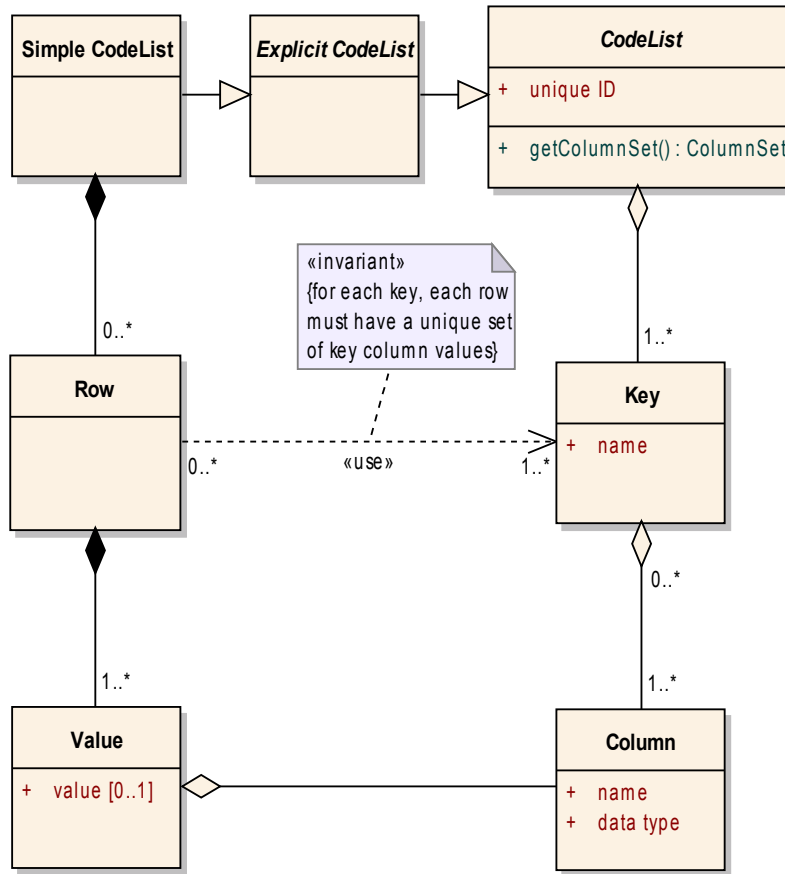 Simple CodeList
Explicit CodeList
CodeList
+ unique ID
+ getColumnSet() : ColumnSet
«invariant»
{for each key, each row
must have a unique set
of key column values}
0..*
1..*
Row
Key
+ name
0..*
«use»
1..*
0..*
1..*
1..*
Value
+ value [0..1]
Column
+ name
+ data type